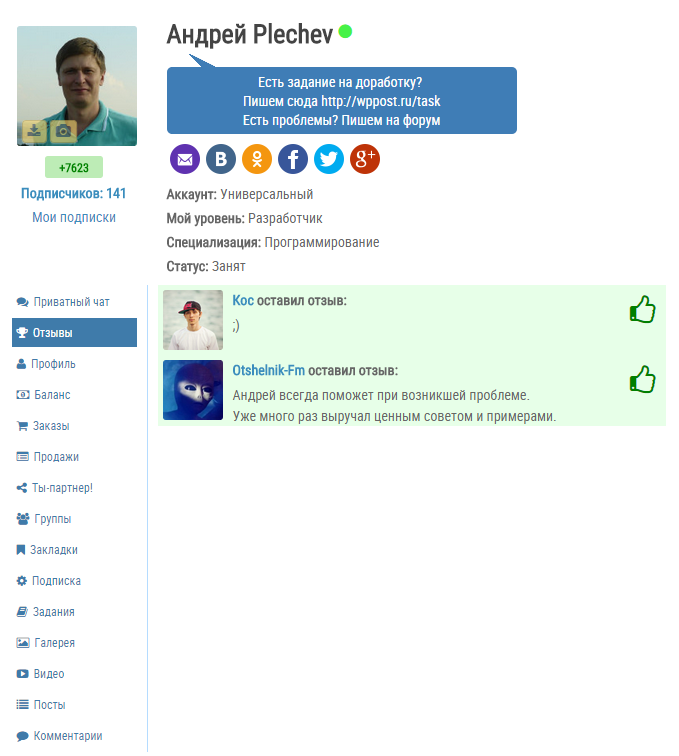 Андрей Plechev
Есть задание на доработку?
Пишем сюда http://wppost.ru/task
Есть проблемы? Пишем на форум
+7623
Подписчиков: 141
Мои подписки
Аккаунт: Универсальный
Мой уровень: Разработчик
Специализация: Программирование
Статус: Занят
Приватный чат
Отзывы
Профиль
Баланс
Заказы
Продажи
Ты-партнер!
Группы
Закладки
Подписка
Задания
Галерея
Видео
Посты
Комментарии
Кос оставил отзыв:
;)
Otshelnik-Fm оставил отзыв:
Андрей всегда поможет при возникшей проблеме.
Уже много раз выручал ценным советом и примерами.